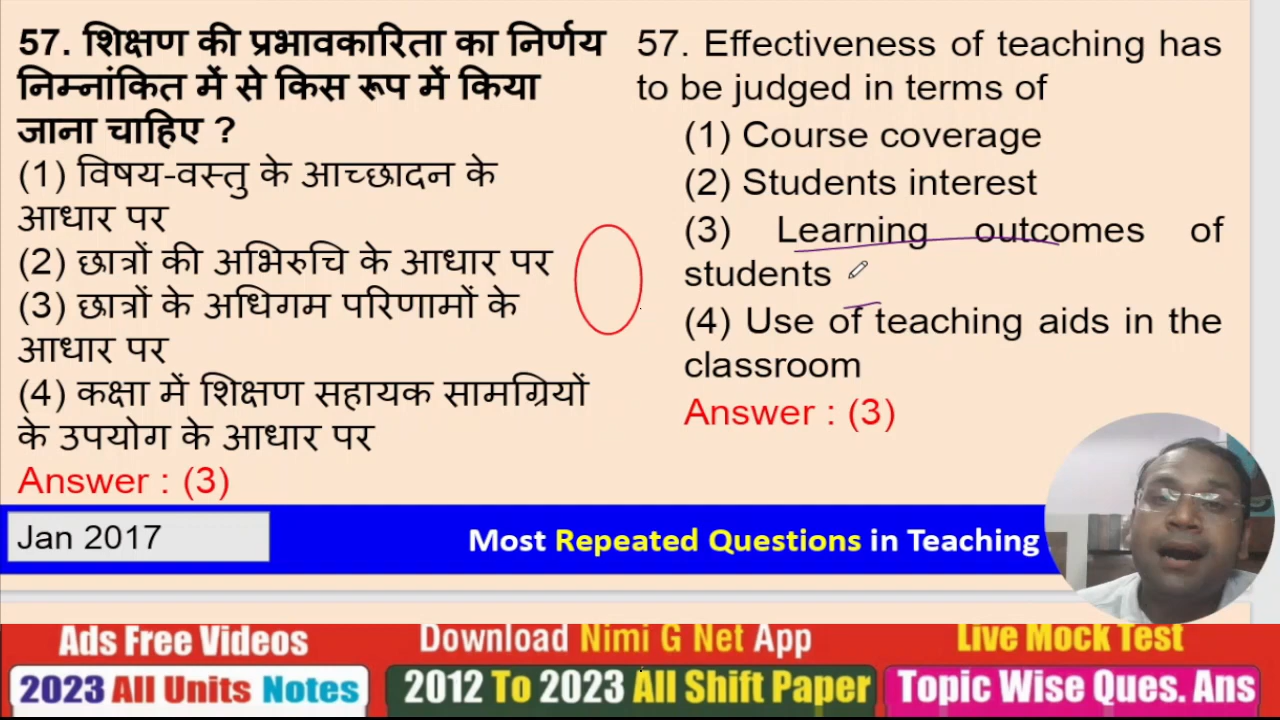 57. शिक्षण की प्रभावकारिता का निर्णय
निम्नांकित में से किस रूप में किया
जाना चाहिए ?
(1) विषय-वस्तु के आच्छादन के
आधार पर
(2) छात्रों की अभिरुचि के आधार पर
(3) छात्रों के अधिगम परिणामों के
आधार पर
(4) कक्षा में शिक्षण सहायक सामग्रियों
के उपयोग के आधार पर
Answer : (3)
57. Effectiveness of teaching has
to be judged in terms of
(1) Course coverage
(2) Students interest
(3) Learning outcomes of
students
(4) Use of teaching aids in the
classroom
Answer : (3)
Jan 2017
Most Repeated Questions in Teaching
Ads Free Videos
Download Nimi G Net App
Live Mock Test
2023 All Units Notes
2012 To 2023 All Shift Paper
Topic Wise Ques. Ans